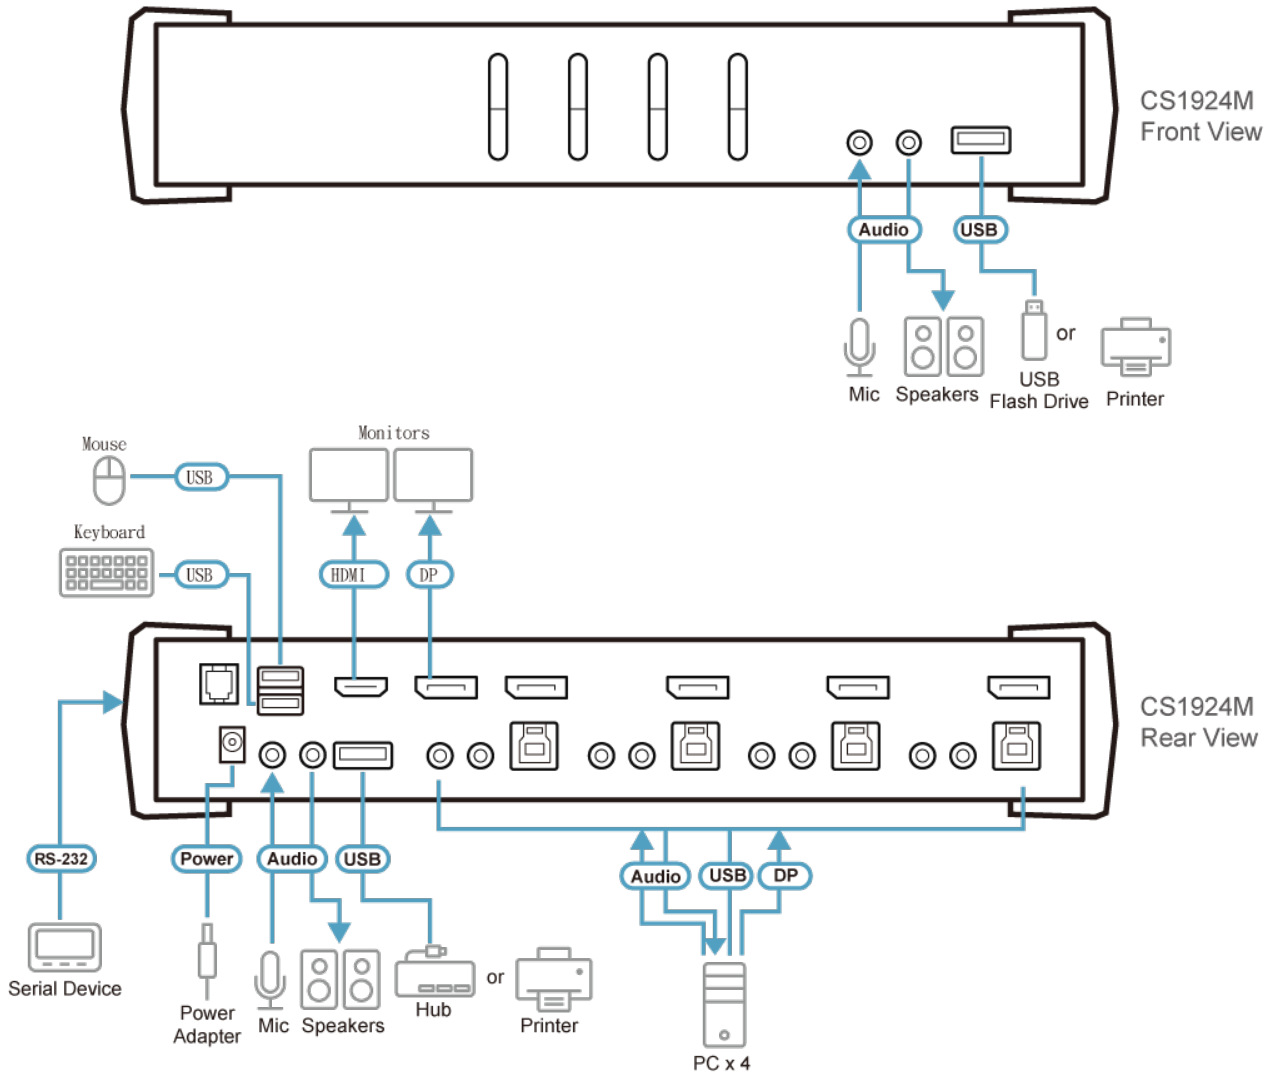 CS1924M
Front View
Audio
USB
Mic
Speakers
USB
Flash Drive
or
Printer
Mouse
USB
Monitors
Keyboard
USB
HDMI
DP
CS1924M
Rear View
RS-232
Power
Audio
USB
Audio
USB
DP
Serial Device
Power
Adapter
Mic
Speakers
Hub
or
Printer
PC x 4